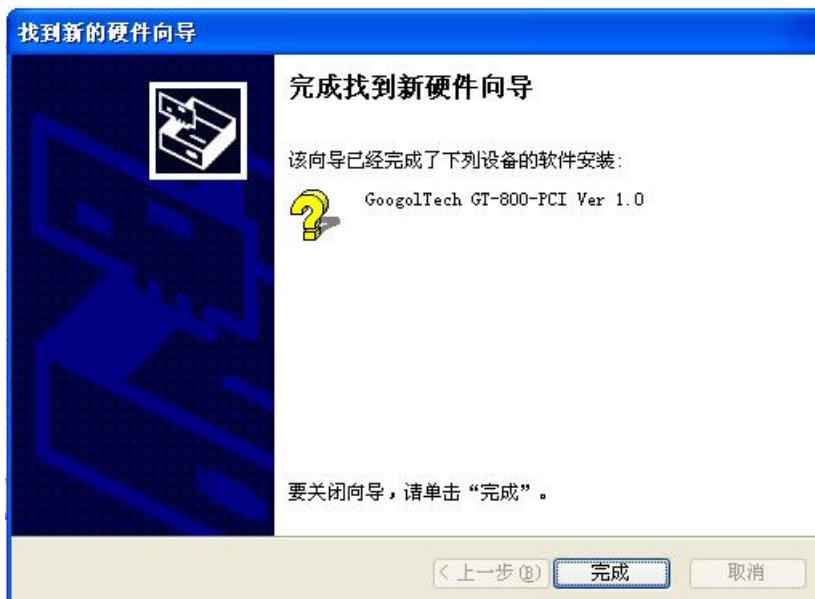 找到新的硬件向导
完成找到新硬件向导
该向导已经完成了下列设备的软件安装:
GoogolTech GT-800-PCI Ver 1.0
要关闭向导，请单击“完成”。
< 上一步(B)
完成
取消